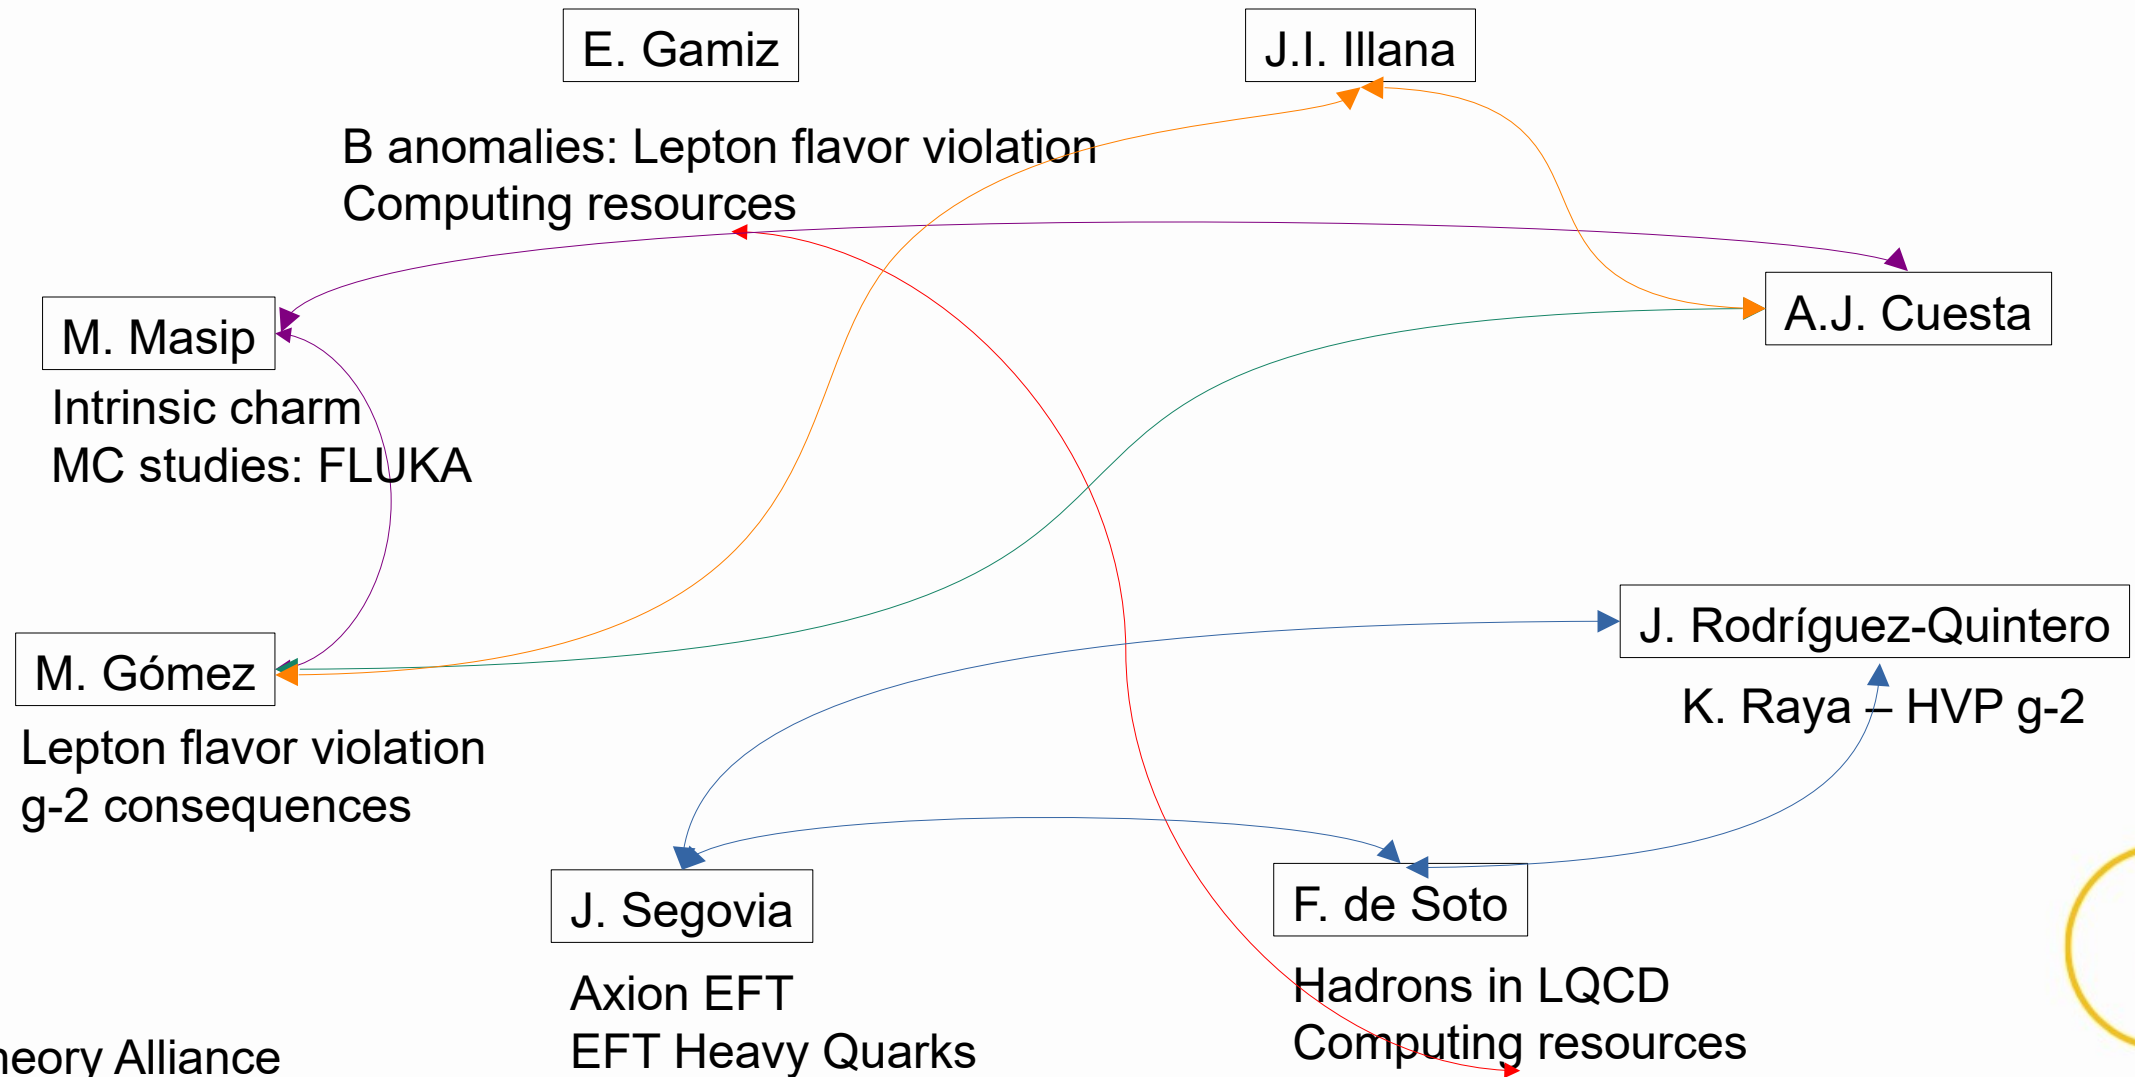 E. Gamiz
J.I. Illana
B anomalies: Lepton flavor violation
Computing resources
M. Masip
A.J. Cuesta
Intrinsic charm
MC studies: FLUKA
M. Gómez
J. Rodríguez-Quintero
K. Raya – HVP g-2
Lepton flavor violation
g-2 consequences
J. Segovia
F. de Soto
Axion EFT
EFT Heavy Quarks
Hadrons in LQCD
Computing resources
Alliance